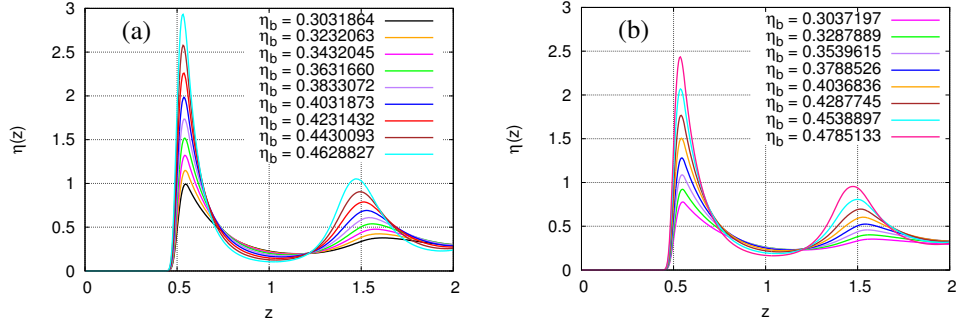 (a)
η_b = 0.3031864
η_b = 0.3232063
η_b = 0.3432045
η_b = 0.3631660
η_b = 0.3833072
η_b = 0.4031873
η_b = 0.4231432
η_b = 0.4430093
η_b = 0.4628827
3
2.5
2
1.5
1
0.5
0
η(z)
0 0.5 1 1.5 2
z
(b)
η_b = 0.3037197
η_b = 0.3287889
η_b = 0.3539615
η_b = 0.3788526
η_b = 0.4036836
η_b = 0.4287745
η_b = 0.4538897
η_b = 0.4785133
3
2.5
2
1.5
1
0.5
0
η(z)
0 0.5 1 1.5 2
z